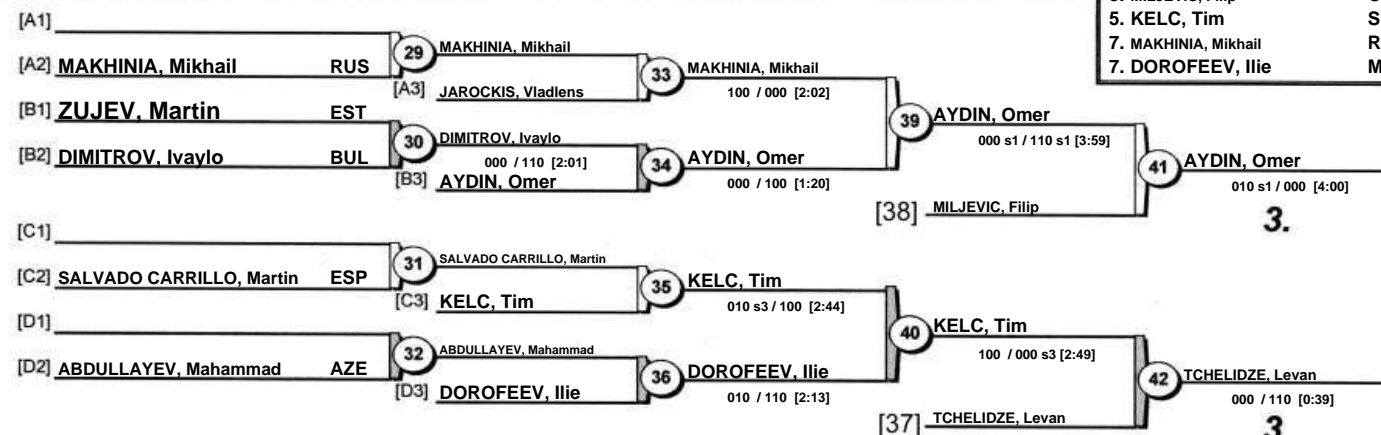 5. KELC, Tim S
7. MAKHINIA, Mikhail R
7. DOROFEEV, Ilie M
[A1]
[A2] MAKHINIA, Mikhail RUS
29
MAKHINIA, Mikhail
[A3] JAROCKIS, Vladlens
33
MAKHINIA, Mikhail
100 / 000 [2:02]
[B1] ZUJEV, Martin EST
[B2] DIMITROV, Ivaylo BUL
30
DIMITROV, Ivaylo
000 / 110 [2:01]
[B3] AYDIN, Omer
34
AYDIN, Omer
000 / 100 [1:20]
39
AYDIN, Omer
000 s1 / 110 s1 [3:59]
[38] MILJEVIC, Filip
41
AYDIN, Omer
010 s1 / 000 [4:00]
3.
[C1]
[C2] SALVADO CARRILLO, Martin ESP
31
SALVADO CARRILLO, Martin
[C3] KELC, Tim
35
KELC, Tim
010 s3 / 100 [2:44]
[D1]
[D2] ABDULLAYEV, Mahammad AZE
32
ABDULLAYEV, Mahammad
[D3] DOROFEEV, Ilie
36
DOROFEEV, Ilie
010 / 110 [2:13]
40
KELC, Tim
100 / 000 s3 [2:49]
[37] TCHELIDZE, Levan
42
TCHELIDZE, Levan
000 / 110 [0:39]
3